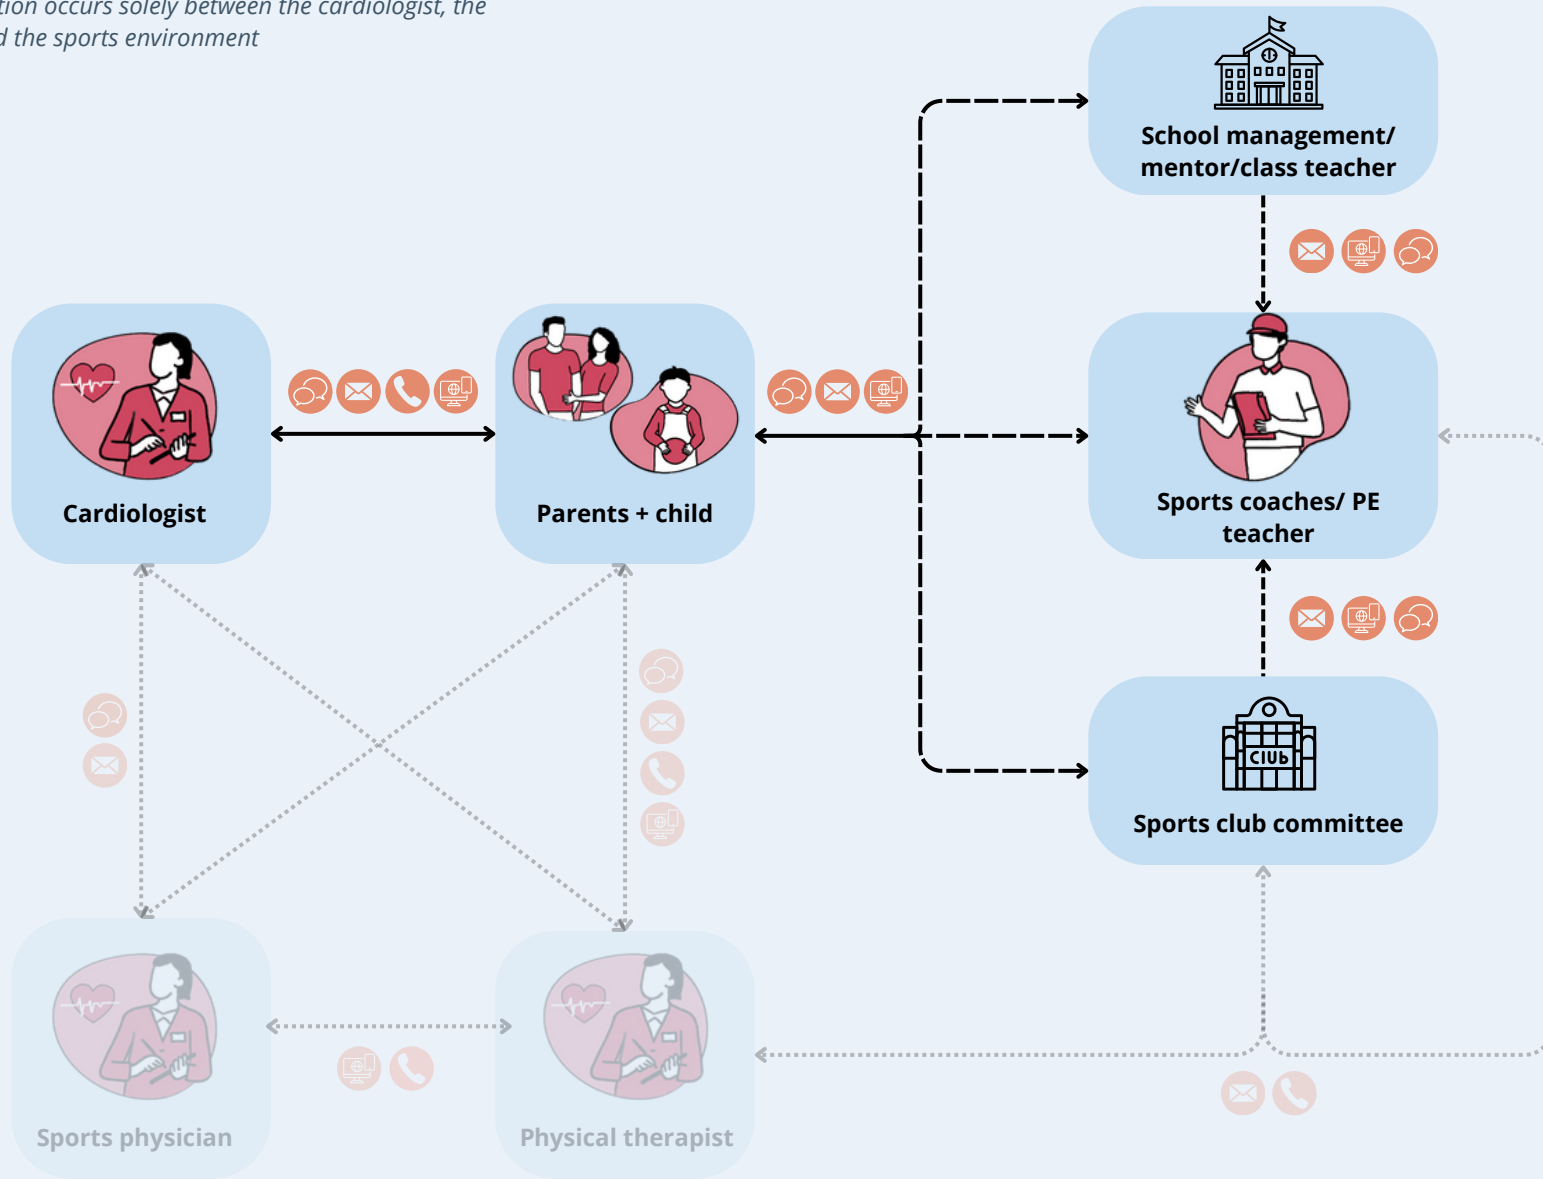 tion occurs solely between the cardiologist, the
d the sports environment
School management/
mentor/class teacher
Cardiologist
Parents + child
Sports coaches/ PE
teacher
CLUb
Sports club committee
Sports physician
Physical therapist